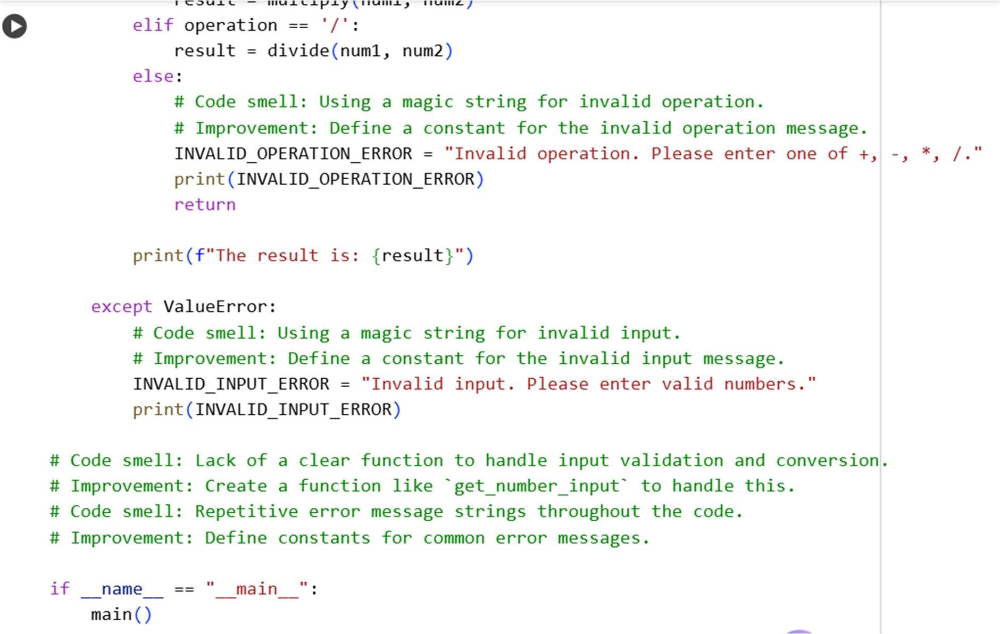 result = multiply(num1, num2)
elif operation == '/':
result = divide(num1, num2)
else:
# Code smell: Using a magic string for invalid operation.
# Improvement: Define a constant for the invalid operation message.
INVALID_OPERATION_ERROR = "Invalid operation. Please enter one of +, -, *, /."
print(INVALID_OPERATION_ERROR)
return
print(f"The result is: {result}")
except ValueError:
# Code smell: Using a magic string for invalid input.
# Improvement: Define a constant for the invalid input message.
INVALID_INPUT_ERROR = "Invalid input. Please enter valid numbers."
print(INVALID_INPUT_ERROR)
# Code smell: Lack of a clear function to handle input validation and conversion.
# Improvement: Create a function like `get_number_input` to handle this.
# Code smell: Repetitive error message strings throughout the code.
# Improvement: Define constants for common error messages.
if __name__ == "__main__":
main()